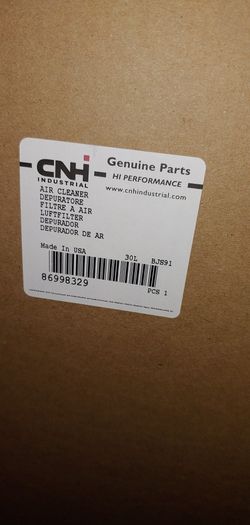 CNH
INDUSTRIAL
Genuine Parts
HI PERFORMANCE
www.cnhindustrial.com
AIR CLEANER
DEPURATORE
FILTRE A AIR
LUFTFILTER
DEPURADOR
DEPURADOR DE AR
Made In USA
30L BJS91
86998329
PCS 1